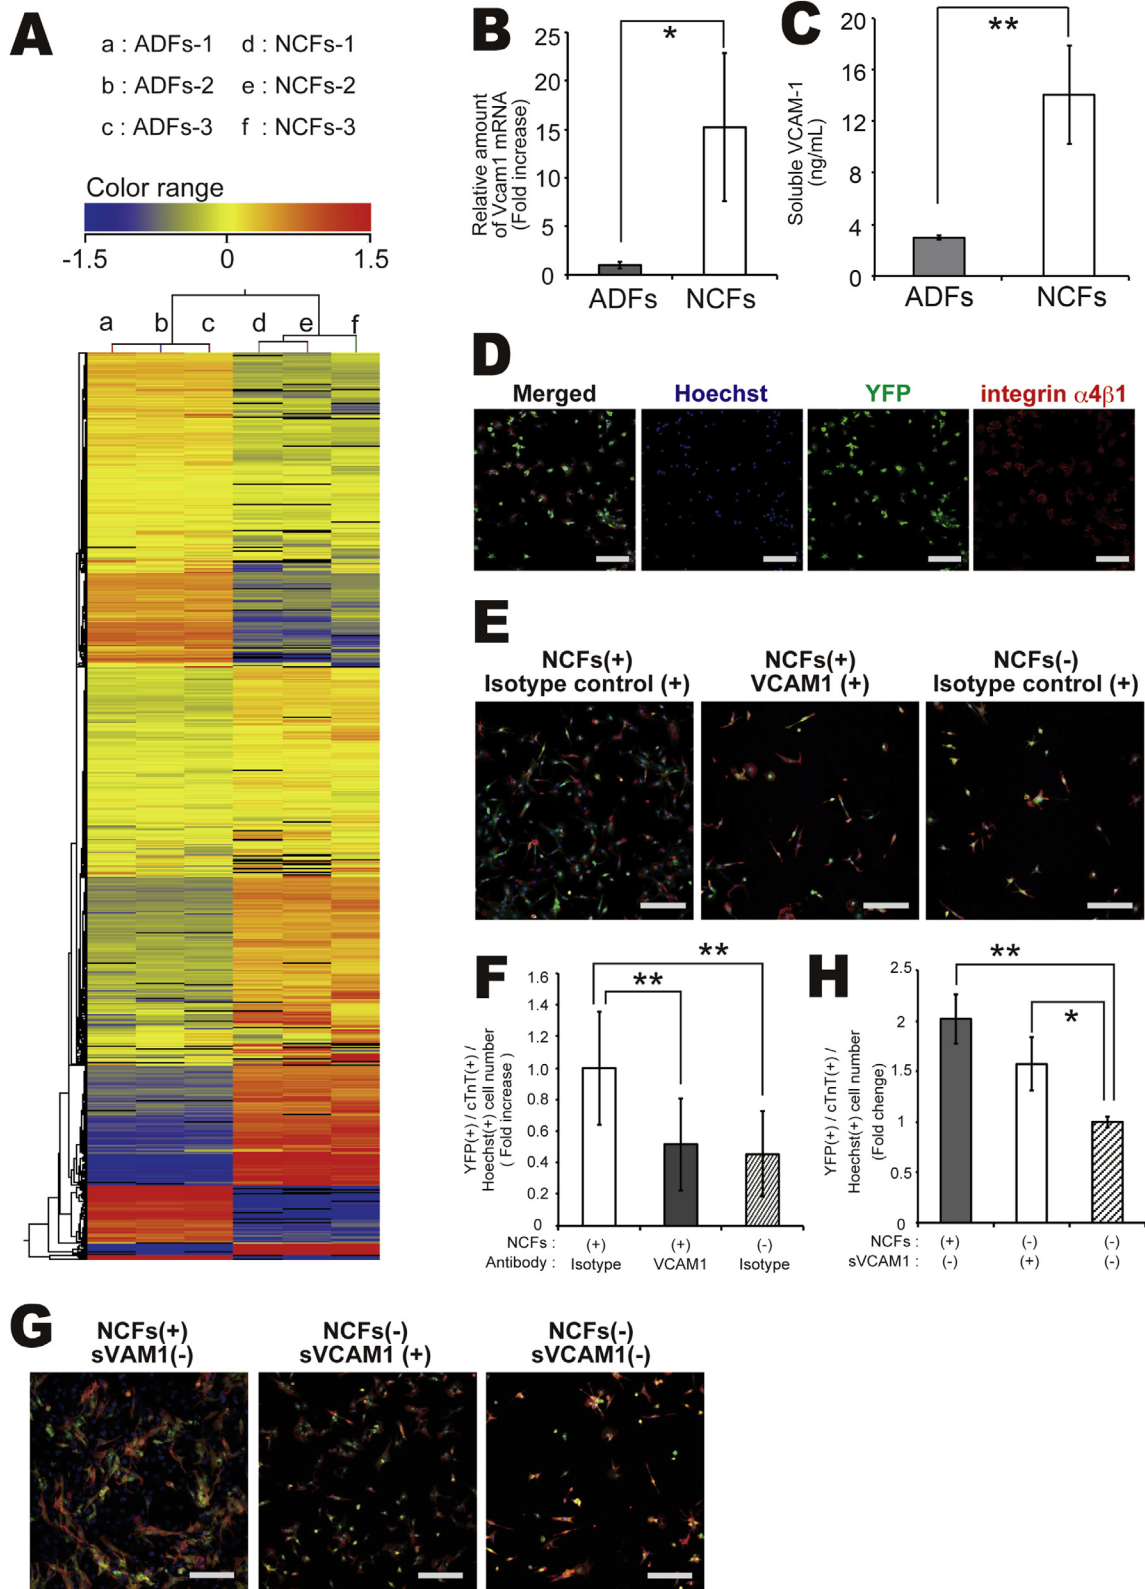 A
a : ADFs-1 d : NCFs-1
b : ADFs-2 e : NCFs-2
c : ADFs-3 f : NCFs-3
Color range
-1.5 0 1.5
a b c d e f
B
Relative amount
of Vcam1 mRNA
(Fold increase)
25
20
15
10
5
0
*
ADFs NCFs
C
Soluble VCAM-1
(ng/mL)
20
16
12
8
4
0
**
ADFs NCFs
D
Merged Hoechst YFP integrin α4β1
E
NCFs(+) NCFs(+) NCFs(-)
Isotype control (+) VCAM1 (+) Isotype control (+)
F
YFP(+) / cTnT(+) /
Hoechst(+) cell number
( Fold increase )
1.6
1.4
1.2
1.0
0.8
0.6
0.4
0.2
0
**
**
NCFs : (+) (+) (-)
Antibody : Isotype VCAM1 Isotype
H
YFP(+) / cTnT(+) /
Hoechst(+) cell number
(Fold change)
2.5
2
1.5
1
0.5
0
**
*
NCFs : (+) (-) (-)
sVCAM1 : (-) (+) (-)
G
NCFs(+) NCFs(-) NCFs(-)
sVAM1(-) sVCAM1 (+) sVCAM1(-)